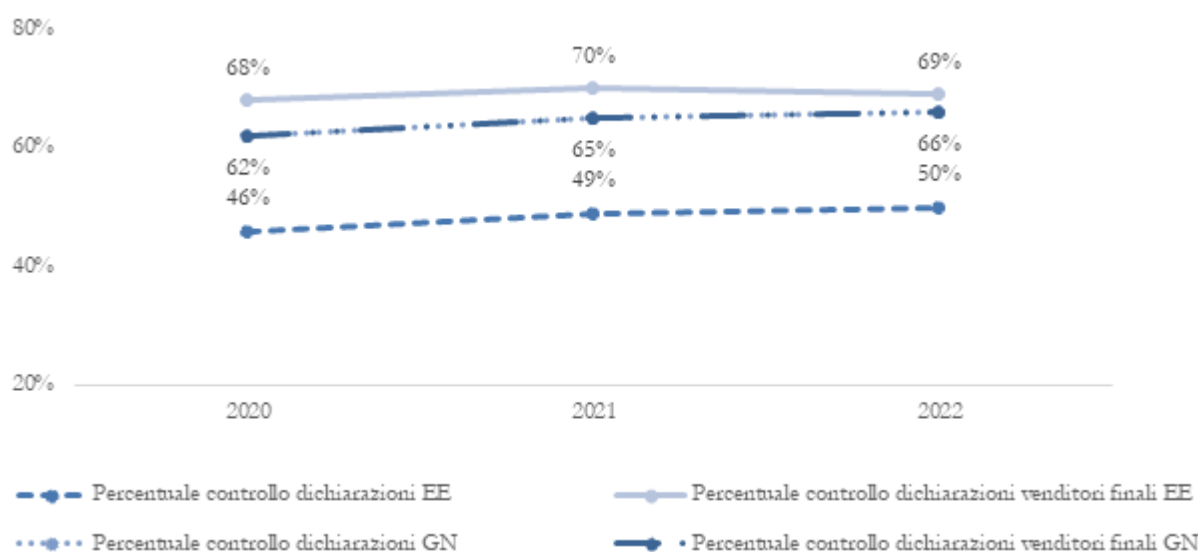 80%
68% 70% 69%
60%
62% 65% 66%
46% 49% 50%
40%
20%
2020 2021 2022
Percentuale controllo dichiarazioni EE
Percentuale controllo dichiarazioni venditori finali EE
Percentuale controllo dichiarazioni GN
Percentuale controllo dichiarazioni venditori finali GN